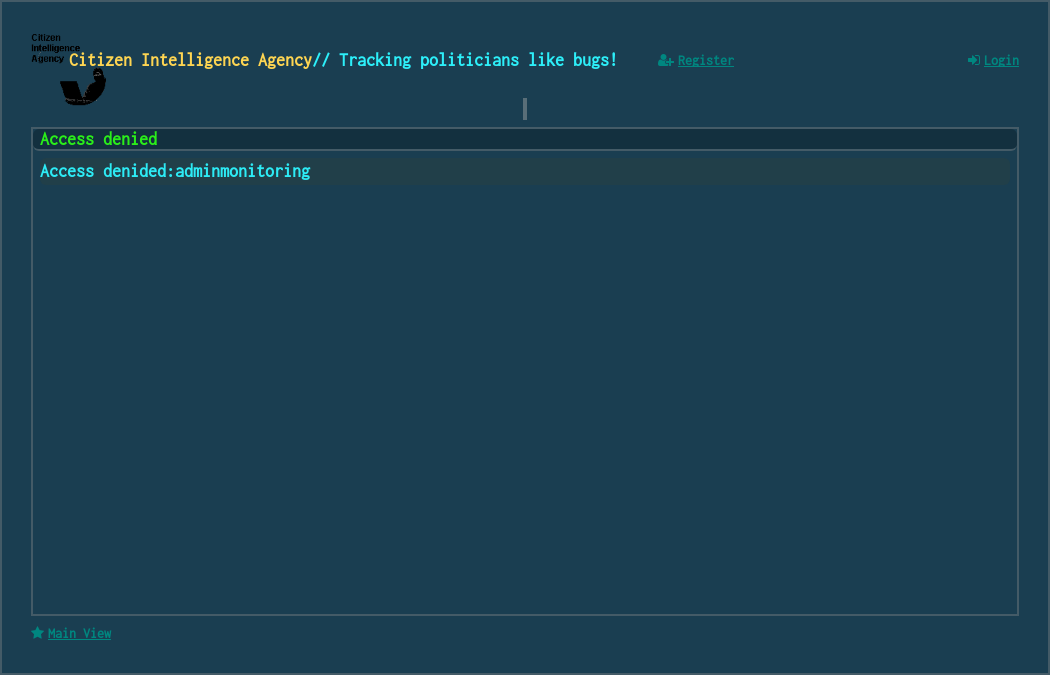 Citizen
Intelligence
Agency
Citizen Intelligence Agency// Tracking politicians like bugs!
Register
Login
Access denied
Access denided:adminmonitoring
Main View